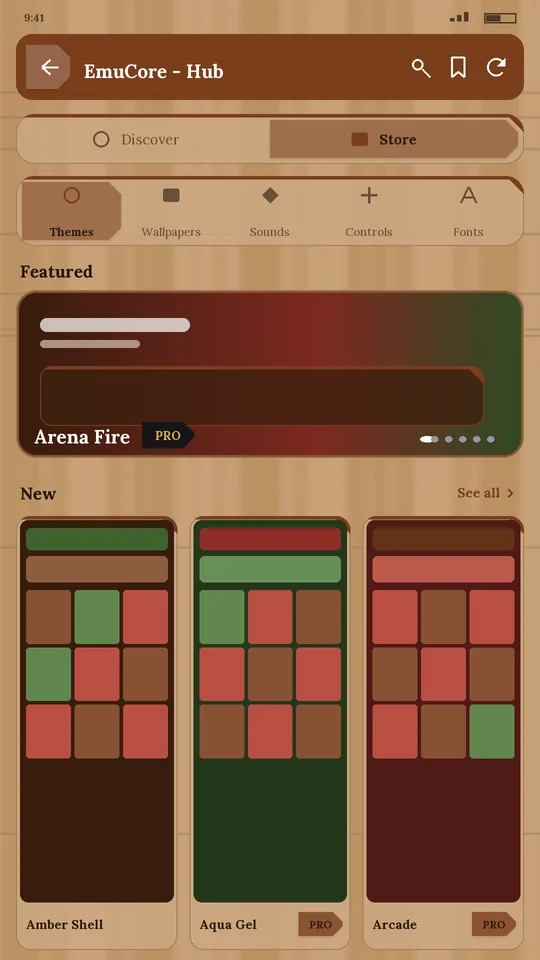 9:41
EmuCore - Hub
Discover
Store
Themes
Wallpapers
Sounds
Controls
Fonts
Featured
Arena Fire
PRO
New
See all
Amber Shell
Aqua Gel
PRO
Arcade
PRO